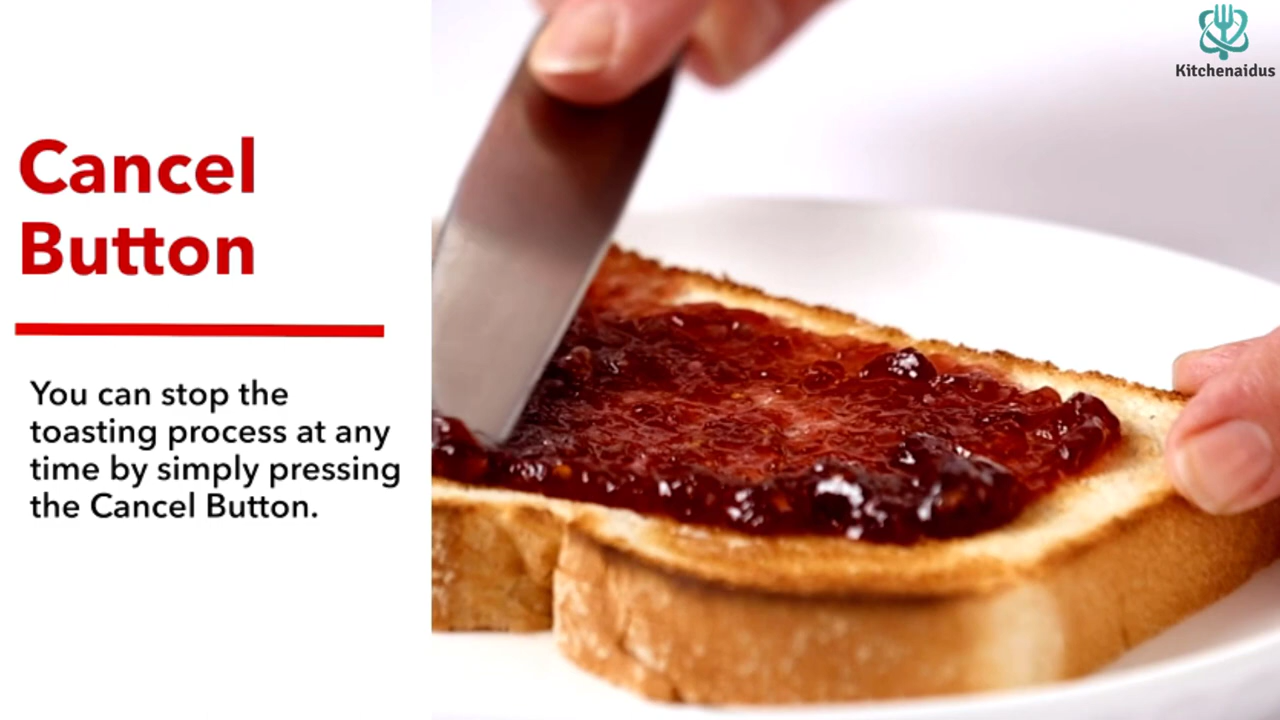 Kitchenaidus
Cancel
Button
You can stop the
toasting process at any
time by simply pressing
the Cancel Button.